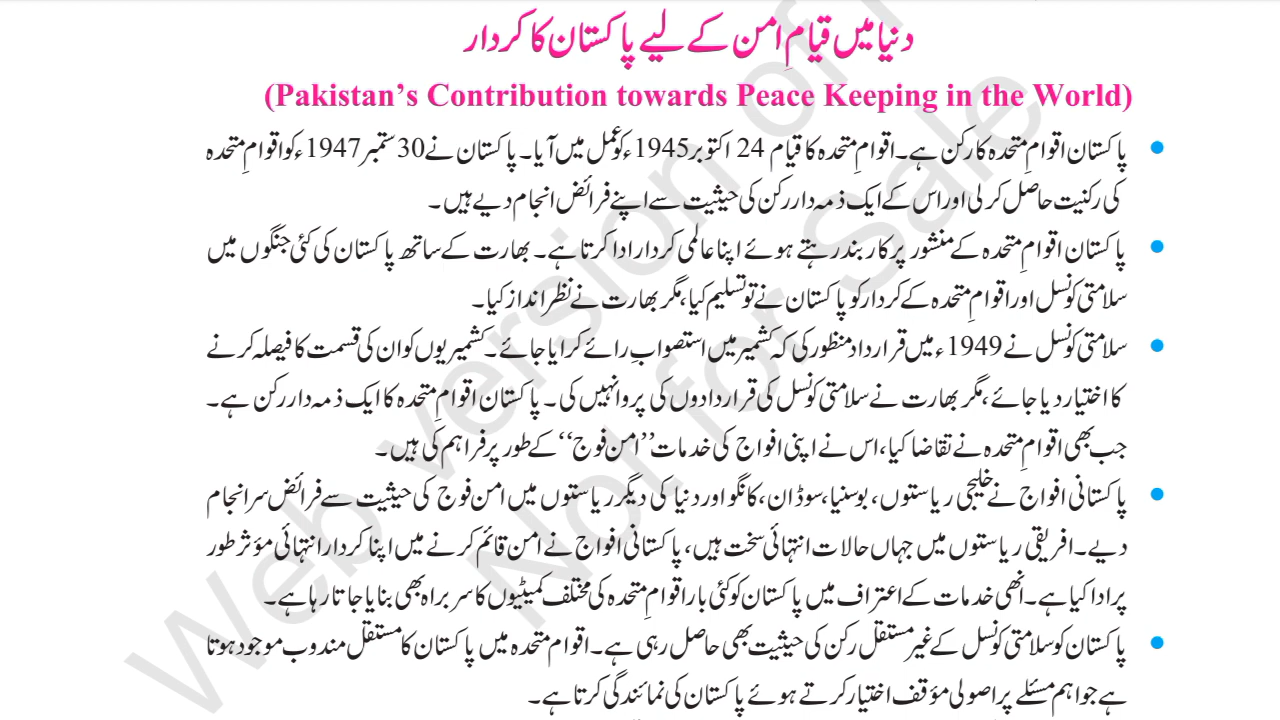 دنیا میں قیامِ امن کے لیے پاکستان کا کردار
(Pakistan's Contribution towards Peace Keeping in the World)
• پاکستان اقوامِ متحدہ کا رکن ہے۔ اقوامِ متحدہ کا قیام 24 اکتوبر 1945ء کو عمل میں آیا۔ پاکستان نے 30 ستمبر 1947ء کو اقوامِ متحدہ
کی رکنیت حاصل کر لی اور اس کے ایک ذمہ دار رکن کی حیثیت سے اپنے فرائض انجام دیے ہیں۔
• پاکستان اقوامِ متحدہ کے منشور پر کاربند رہتے ہوئے اپنا عالمی کردار ادا کرتا ہے۔ بھارت کے ساتھ پاکستان کی کئی جنگوں میں
سلامتی کونسل اور اقوامِ متحدہ کے کردار کو پاکستان نے تو تسلیم کیا، مگر بھارت نے نظر انداز کیا۔
• سلامتی کونسل نے 1949ء میں قرارداد منظور کی کہ کشمیر میں استصوابِ رائے کرایا جائے۔ کشمیریوں کو ان کی قسمت کا فیصلہ کرنے
کا اختیار دیا جائے، مگر بھارت نے سلامتی کونسل کی قراردادوں کی پروا نہیں کی۔ پاکستان اقوامِ متحدہ کا ایک ذمہ دار رکن ہے۔
جب بھی اقوامِ متحدہ نے تقاضا کیا، اس نے اپنی افواج کی خدمات ”امن فوج“ کے طور پر فراہم کی ہیں۔
• پاکستانی افواج نے خلیجی ریاستوں، بوسنیا، سوڈان، کانگو اور دنیا کی دیگر ریاستوں میں امن فوج کی حیثیت سے فرائض سرانجام
دیے۔ افریقی ریاستوں میں جہاں حالات انتہائی سخت ہیں، پاکستانی افواج نے امن قائم کرنے میں اپنا کردار انتہائی مؤثر طور
پر ادا کیا ہے۔ انھی خدمات کے اعتراف میں پاکستان کو کئی بار اقوامِ متحدہ کی مختلف کمیٹیوں کا سربراہ بھی بنایا جاتا رہا ہے۔
• پاکستان کو سلامتی کونسل کے غیر مستقل رکن کی حیثیت بھی حاصل رہی ہے۔ اقوام متحدہ میں پاکستان کا مستقل مندوب موجود ہوتا
ہے جو اہم مسئلے پر اصولی مؤقف اختیار کرتے ہوئے پاکستان کی نمائندگی کرتا ہے۔
Web version of
Not for Sale